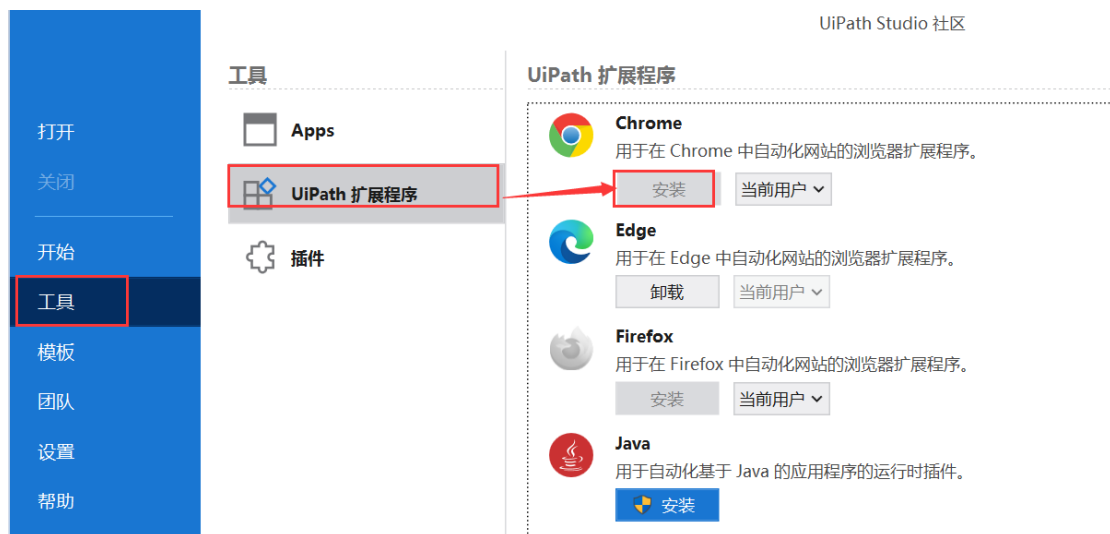 UiPath Studio 社区
打开
关闭
开始
工具
模板
团队
设置
帮助
工具
Apps
UiPath 扩展程序
插件
UiPath 扩展程序
Chrome
用于在 Chrome 中自动化网站的浏览器扩展程序。
安装 当前用户
Edge
用于在 Edge 中自动化网站的浏览器扩展程序。
卸载 当前用户
Firefox
用于在 Firefox 中自动化网站的浏览器扩展程序。
安装 当前用户
Java
用于自动化基于 Java 的应用程序的运行时插件。
安装